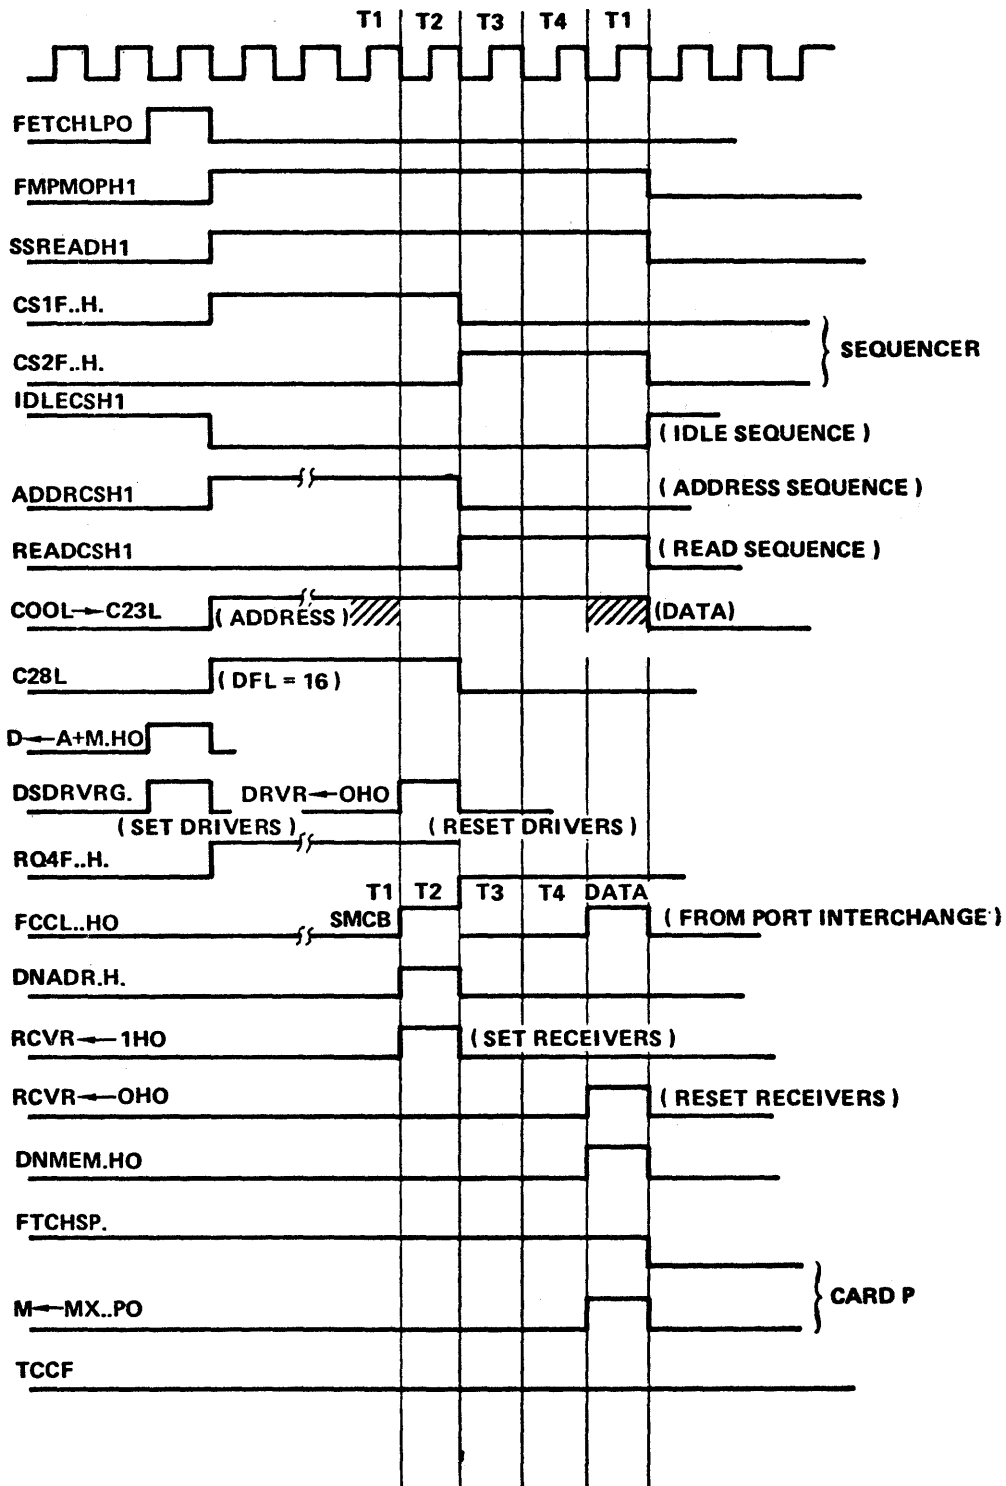 T1 T2 T3 T4 T1
FETCHLPO
FMPMOPH1
SSREADH1
CS1F..H.
SEQUENCER
CS2F..H.
IDLECSH1
( IDLE SEQUENCE )
ADDRCSH1
( ADDRESS SEQUENCE )
READCSH1
( READ SEQUENCE )
COOL→C23L
( ADDRESS )
(DATA)
C28L
( DFL = 16 )
D←A+M.HO
DSDRVRG.
DRVR←OHO
( SET DRIVERS )
( RESET DRIVERS )
RQ4F..H.
T1 T2 T3 T4 DATA
FCCL..HO
SMCB
( FROM PORT INTERCHANGE )
DNADR.H.
RCVR←1HO
( SET RECEIVERS )
RCVR←OHO
( RESET RECEIVERS )
DNMEM.HO
FTCHSP.
CARD P
M←MX..PO
TCCF